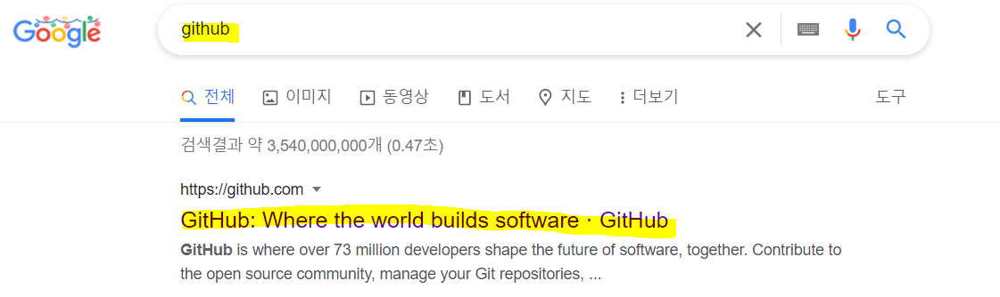 Google
github
전체
이미지
동영상
도서
지도
더보기
도구
검색결과 약 3,540,000,000개 (0.47초)
https://github.com
GitHub: Where the world builds software · GitHub
GitHub is where over 73 million developers shape the future of software, together. Contribute to
the open source community, manage your Git repositories, ...